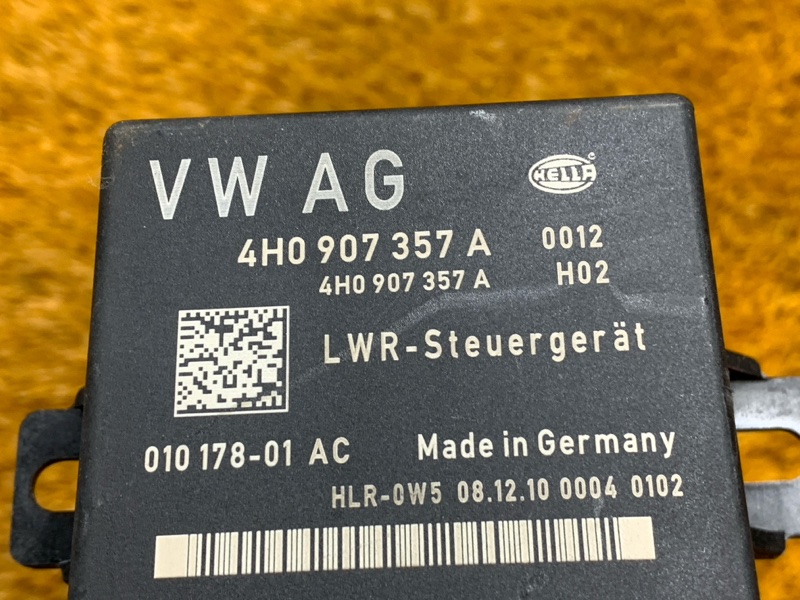 VW AG HELLA
4H0 907 357 A 0012
4H0 907 357 A H02
LWR-Steuergerät
010 178-01 AC Made in Germany
HLR-0W5 08.12.10 0004 0102